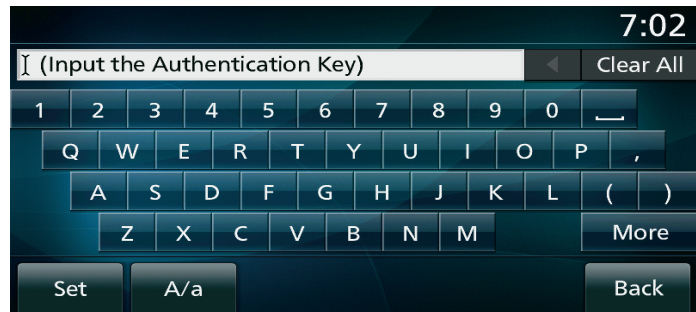 7:02
(Input the Authentication Key) Clear All
1 2 3 4 5 6 7 8 9 0
Q W E R T Y U I O P ,
A S D F G H J K L ( )
Z X C V B N M More
Set A/a Back